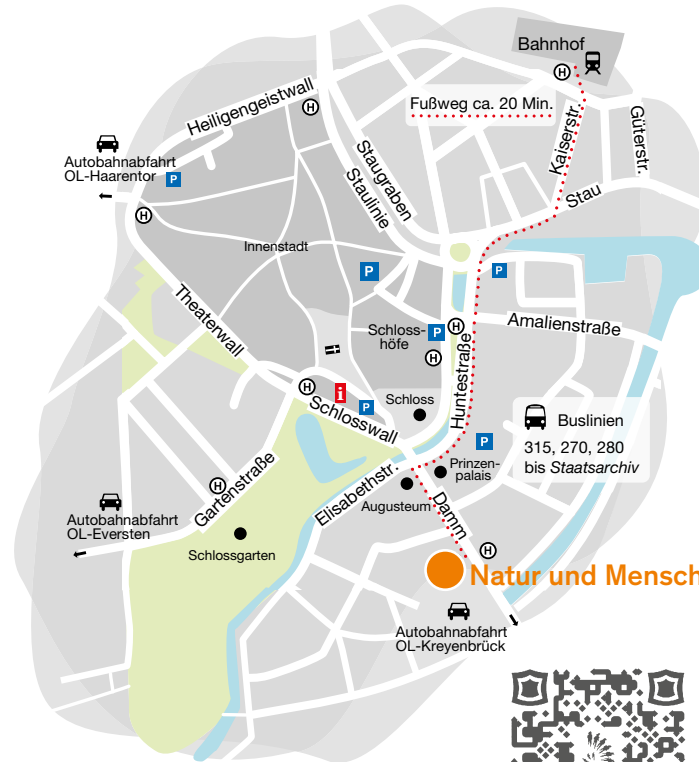 Bahnhof
H
Fußweg ca. 20 Min.
Heiligengeistwall
H
Kaiserstr.
Güterstr.
Autobahnabfahrt
OL-Haarentor
P
Staugraben
Staulinie
Stau
H
Innenstadt
P
P
Theaterwall
Schloss-
höfe
P
H
H
Amalienstraße
Huntestraße
H
i
P
Schloss
Schlosswall
Buslinien
315, 270, 280
bis Staatsarchiv
P
Prinzen-
palais
Augusteum
Elisabethstr.
Gartenstraße
H
Damm
Autobahnabfahrt
OL-Eversten
Schlossgarten
H
Natur und Mensch
Autobahnabfahrt
OL-Kreyenbrück